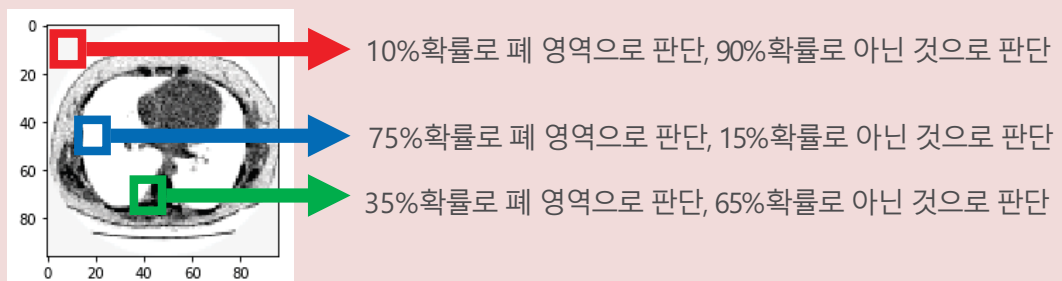 0
20
40
60
80
0 20 40 60 80
10%확률로 폐 영역으로 판단, 90%확률로 아닌 것으로 판단
75%확률로 폐 영역으로 판단, 15%확률로 아닌 것으로 판단
35%확률로 폐 영역으로 판단, 65%확률로 아닌 것으로 판단